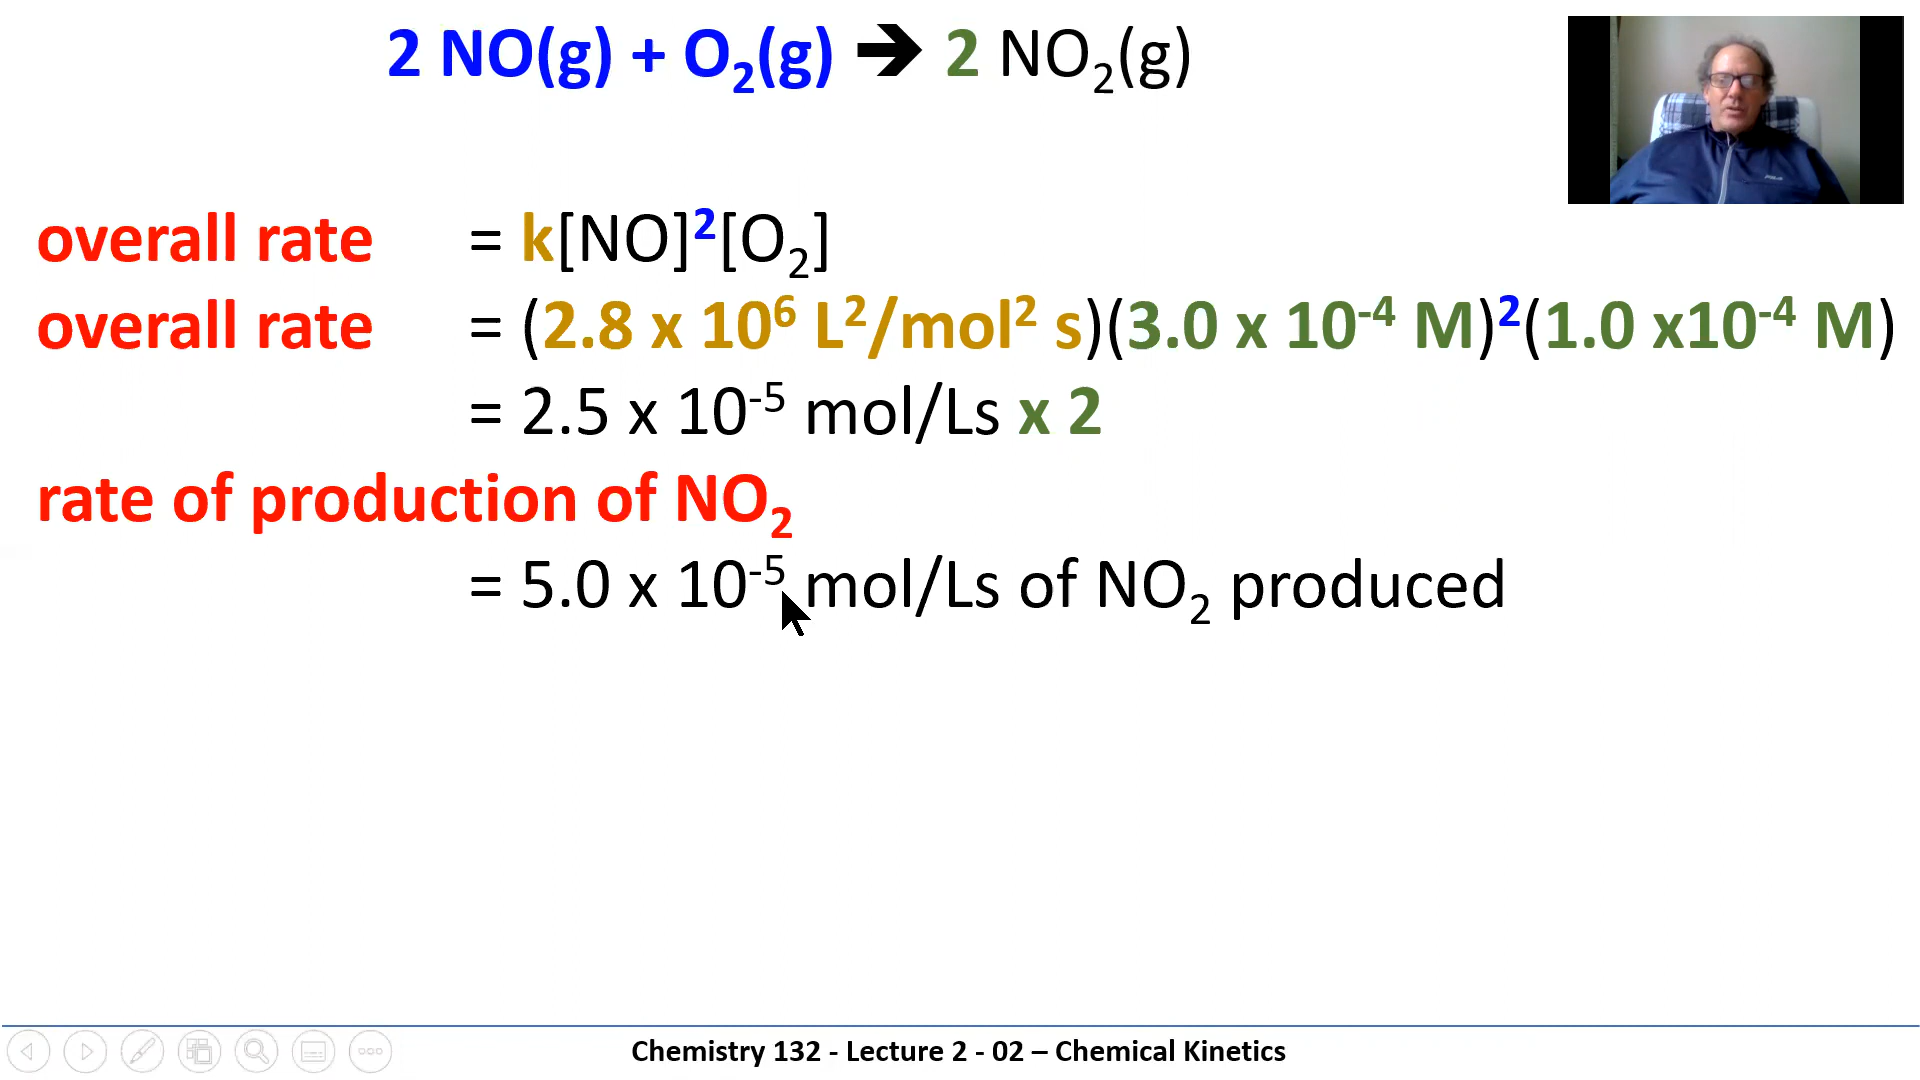 2 NO(g) + O₂(g) ➔ 2 NO₂(g)
overall rate = k[NO]²[O₂]
overall rate = (2.8 x 10⁶ L²/mol² s)(3.0 x 10⁻⁴ M)²(1.0 x10⁻⁴ M)
= 2.5 x 10⁻⁵ mol/Ls x 2
rate of production of NO₂
= 5.0 x 10⁻⁵ mol/Ls of NO₂ produced
Chemistry 132 - Lecture 2 - 02 – Chemical Kinetics